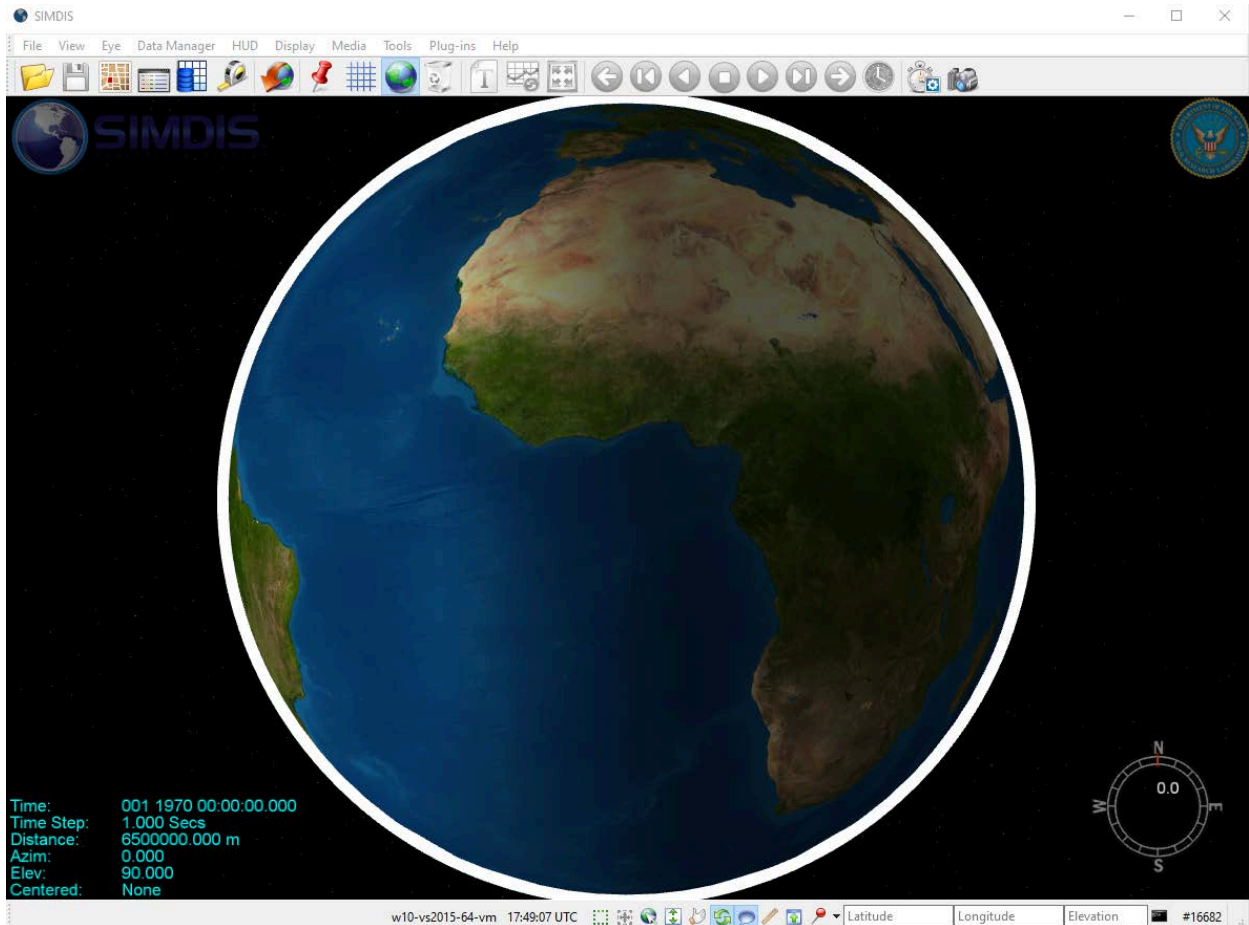 SIMDIS
File View Eye Data Manager HUD Display Media Tools Plug-ins Help
T
SIMDIS
Time: 001 1970 00:00:00.000
Time Step: 1.000 Secs
Distance: 6500000.000 m
Azim: 0.000
Elev: 90.000
Centered: None
N
0.0
W E
S
w10-vs2015-64-vm 17:49:07 UTC Latitude Longitude Elevation #16682